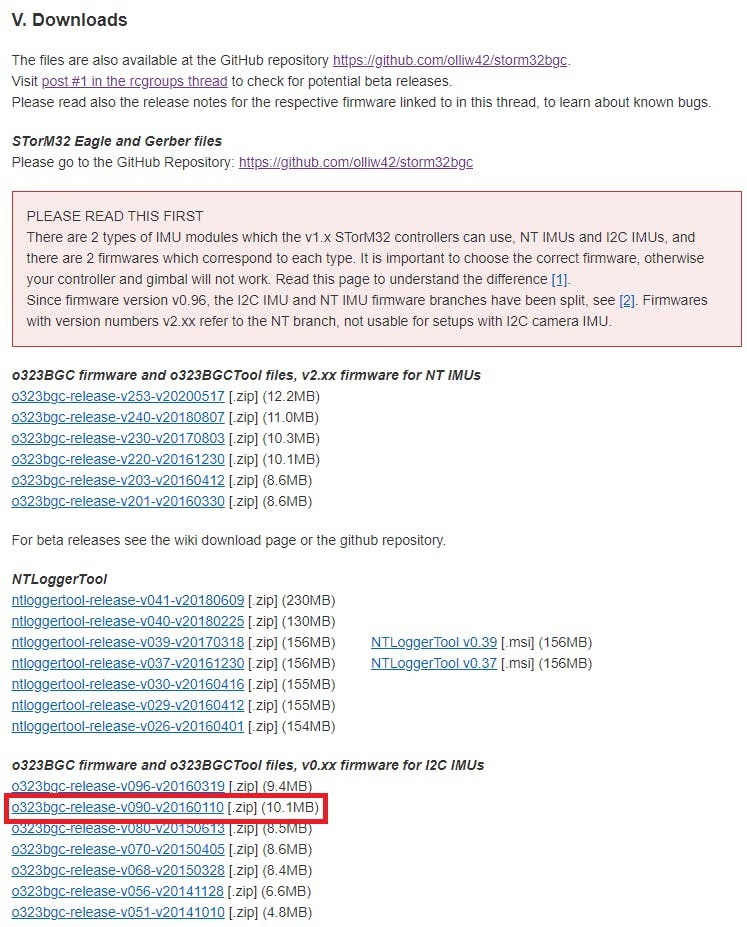 V. Downloads
The files are also available at the GitHub repository https://github.com/olliw42/storm32bgc.
Visit post #1 in the rcgroups thread to check for potential beta releases.
Please read also the release notes for the respective firmware linked to in this thread, to learn about known bugs.
STorM32 Eagle and Gerber files
Please go to the GitHub Repository: https://github.com/olliw42/storm32bgc
PLEASE READ THIS FIRST
There are 2 types of IMU modules which the v1.x STorM32 controllers can use, NT IMUs and I2C IMUs, and
there are 2 firmwares which correspond to each type. It is important to choose the correct firmware, otherwise
your controller and gimbal will not work. Read this page to understand the difference [1].
Since firmware version v0.96, the I2C IMU and NT IMU firmware branches have been split, see [2]. Firmwares
with version numbers v2.xx refer to the NT branch, not usable for setups with I2C camera IMU.
o323BGC firmware and o323BGCTool files, v2.xx firmware for NT IMUs
o323bgc-release-v253-v20200517 [.zip] (12.2MB)
o323bgc-release-v240-v20180807 [.zip] (11.0MB)
o323bgc-release-v230-v20170803 [.zip] (10.3MB)
o323bgc-release-v220-v20161230 [.zip] (10.1MB)
o323bgc-release-v203-v20160412 [.zip] (8.6MB)
o323bgc-release-v201-v20160330 [.zip] (8.6MB)
For beta releases see the wiki download page or the github repository.
NTLoggerTool
ntloggertool-release-v041-v20180609 [.zip] (230MB)
ntloggertool-release-v040-v20180225 [.zip] (130MB)
ntloggertool-release-v039-v20170318 [.zip] (156MB) NTLoggerTool v0.39 [.msi] (156MB)
ntloggertool-release-v037-v20161230 [.zip] (156MB) NTLoggerTool v0.37 [.msi] (156MB)
ntloggertool-release-v030-v20160416 [.zip] (155MB)
ntloggertool-release-v029-v20160412 [.zip] (155MB)
ntloggertool-release-v026-v20160401 [.zip] (154MB)
o323BGC firmware and o323BGCTool files, v0.xx firmware for I2C IMUs
o323bgc-release-v096-v20160319 [.zip] (9.4MB)
o323bgc-release-v090-v20160110 [.zip] (10.1MB)
o323bgc-release-v080-v20150613 [.zip] (8.5MB)
o323bgc-release-v070-v20150405 [.zip] (8.6MB)
o323bgc-release-v068-v20150328 [.zip] (8.4MB)
o323bgc-release-v056-v20141128 [.zip] (6.6MB)
o323bgc-release-v051-v20141010 [.zip] (4.8MB)